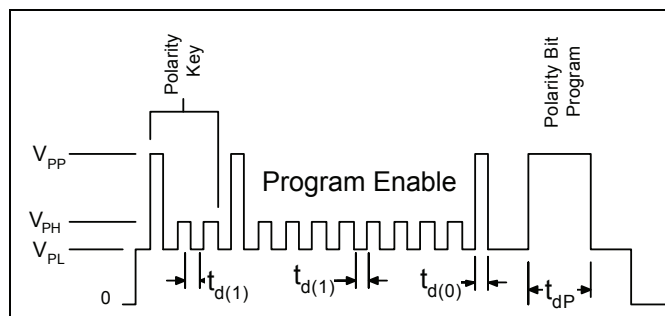 Polarity
Key
Polarity Bit
Program
VPP
Program Enable
VPH
VPL
0
td(1)
td(1)
td(0)
tdP